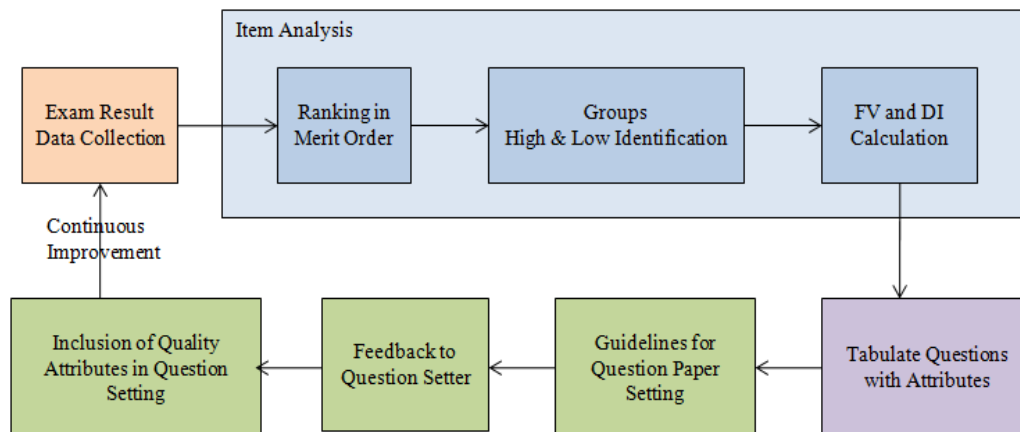 Item Analysis
Exam Result
Data Collection
Ranking in
Merit Order
Groups
High & Low Identification
FV and DI
Calculation
Continuous
Improvement
Inclusion of Quality
Attributes in Question
Setting
Feedback to
Question Setter
Guidelines for
Question Paper
Setting
Tabulate Questions
with Attributes